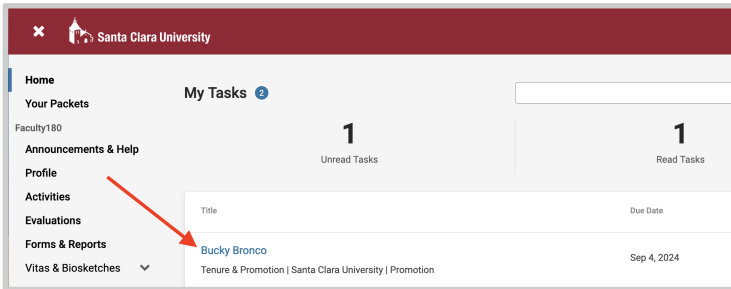 Santa Clara University
Home
Your Packets
Faculty180
Announcements & Help
Profile
Activities
Evaluations
Forms & Reports
Vitas & Biosketches
My Tasks 2
1
Unread Tasks
1
Read Tasks
Title
Due Date
Bucky Bronco
Tenure & Promotion | Santa Clara University | Promotion
Sep 4, 2024